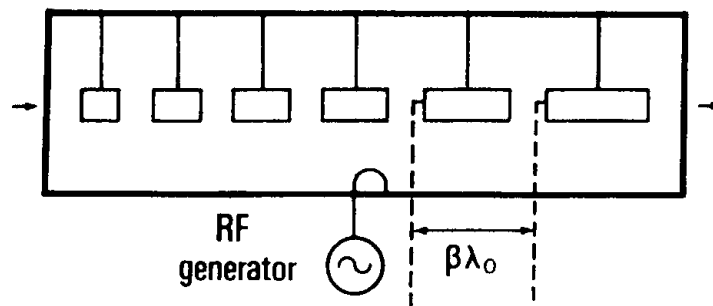 RF
generator
βλ₀